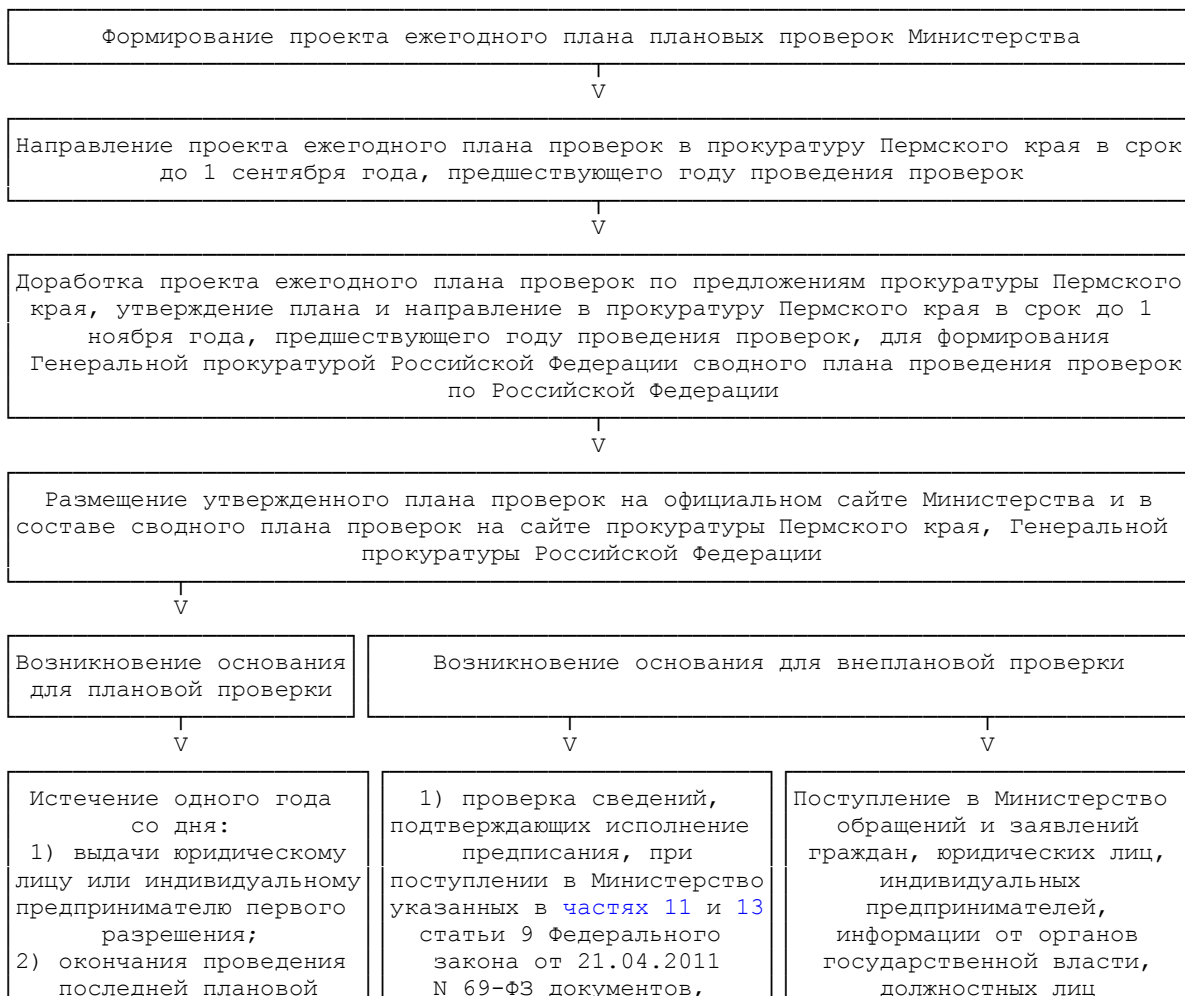 Формирование проекта ежегодного плана плановых проверок Министерства
V
Направление проекта ежегодного плана проверок в прокуратуру Пермского края в срок
до 1 сентября года, предшествующего году проведения проверок
V
Доработка проекта ежегодного плана проверок по предложениям прокуратуры Пермского
края, утверждение плана и направление в прокуратуру Пермского края в срок до 1
ноября года, предшествующего году проведения проверок, для формирования
Генеральной прокуратурой Российской Федерации сводного плана проведения проверок
по Российской Федерации
V
Размещение утвержденного плана проверок на официальном сайте Министерства и в
составе сводного плана проверок на сайте прокуратуры Пермского края, Генеральной
прокуратуры Российской Федерации
V
Возникновение основания
для плановой проверки
Возникновение основания для внеплановой проверки
V
V
V
Истечение одного года
со дня:
1) выдачи юридическому
лицу или индивидуальному
предпринимателю первого
разрешения;
2) окончания проведения
последней плановой
1) проверка сведений,
подтверждающих исполнение
предписания, при
поступлении в Министерство
указанных в частях 11 и 13
статьи 9 Федерального
закона от 21.04.2011
N 69-ФЗ документов,
Поступление в Министерство
обращений и заявлений
граждан, юридических лиц,
индивидуальных
предпринимателей,
информации от органов
государственной власти,
должностных лиц